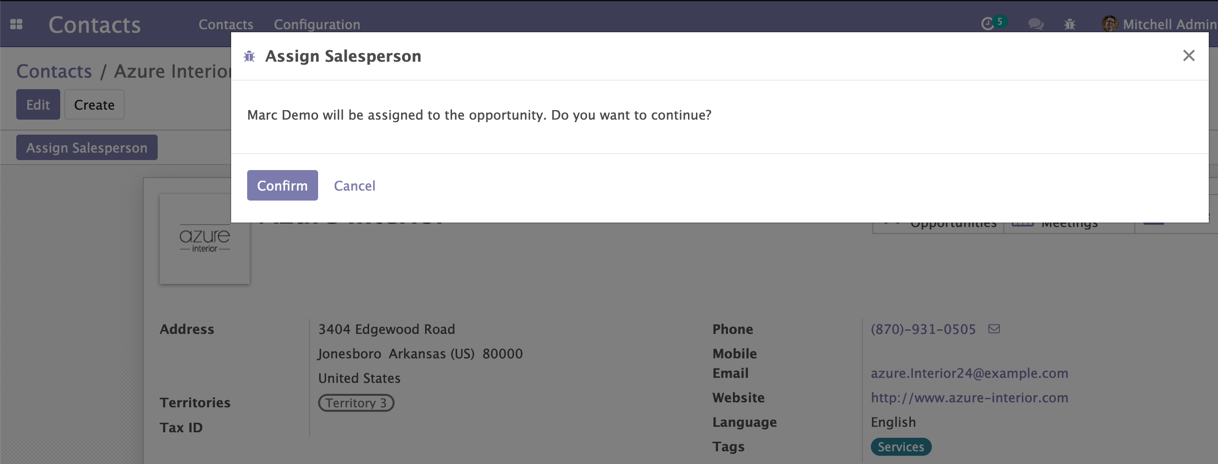 Contacts Contacts Configuration 5 Mitchell Admin
Assign Salesperson
Contacts / Azure Interior
Edit Create
Marc Demo will be assigned to the opportunity. Do you want to continue?
Assign Salesperson
Confirm Cancel
Azure Interior
Opportunities Meetings
azure
interior
Address 3404 Edgewood Road Phone (870)-931-0505
Jonesboro Arkansas (US) 80000 Mobile
United States Email azure.Interior24@example.com
Territories Territory 3 Website http://www.azure-interior.com
Tax ID Language English
Tags Services